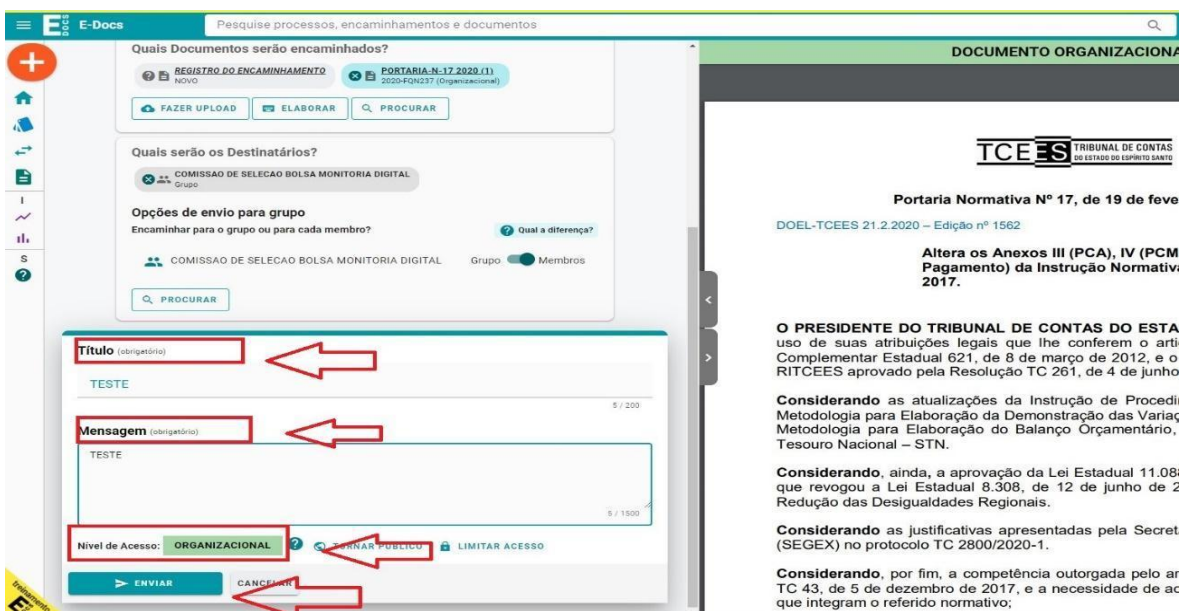 E DOCS E-Docs
Pesquise processos, encaminhamentos e documentos
Quais Documentos serão encaminhados?
REGISTRO DO ENCAMINHAMENTO
NOVO
PORTARIA-N-17 2020 (1)
2020-FQN237 (Organizacional)
FAZER UPLOAD
ELABORAR
PROCURAR
Quais serão os Destinatários?
COMISSAO DE SELECAO BOLSA MONITORIA DIGITAL
Grupo
Opções de envio para grupo
Encaminhar para o grupo ou para cada membro?
Qual a diferença?
COMISSAO DE SELECAO BOLSA MONITORIA DIGITAL
Grupo Membros
PROCURAR
I
S
Título (obrigatório)
TESTE
5 / 200
Mensagem (obrigatório)
TESTE
5 / 1500
Nível de Acesso: ORGANIZACIONAL
TORNAR PÚBLICO
LIMITAR ACESSO
ENVIAR
CANCELAR
treinamento
DOCUMENTO ORGANIZACIONA
TCEES TRIBUNAL DE CONTAS
DO ESTADO DO ESPÍRITO SANTO
Portaria Normativa Nº 17, de 19 de feve
DOEL-TCEES 21.2.2020 – Edição nº 1562
Altera os Anexos III (PCA), IV (PCM
Pagamento) da Instrução Normativa
2017.
O PRESIDENTE DO TRIBUNAL DE CONTAS DO ESTA
uso de suas atribuições legais que lhe conferem o arti
Complementar Estadual 621, de 8 de março de 2012, e o
RITCEES aprovado pela Resolução TC 261, de 4 de junho
Considerando as atualizações da Instrução de Procedi
Metodologia para Elaboração da Demonstração das Variaç
Metodologia para Elaboração do Balanço Orçamentário,
Tesouro Nacional – STN.
Considerando, ainda, a aprovação da Lei Estadual 11.08
que revogou a Lei Estadual 8.308, de 12 de junho de 2
Redução das Desigualdades Regionais.
Considerando as justificativas apresentadas pela Secret
(SEGEX) no protocolo TC 2800/2020-1.
Considerando, por fim, a competência outorgada pelo ar
TC 43, de 5 de dezembro de 2017, e a necessidade de ac
que integram o referido normativo;